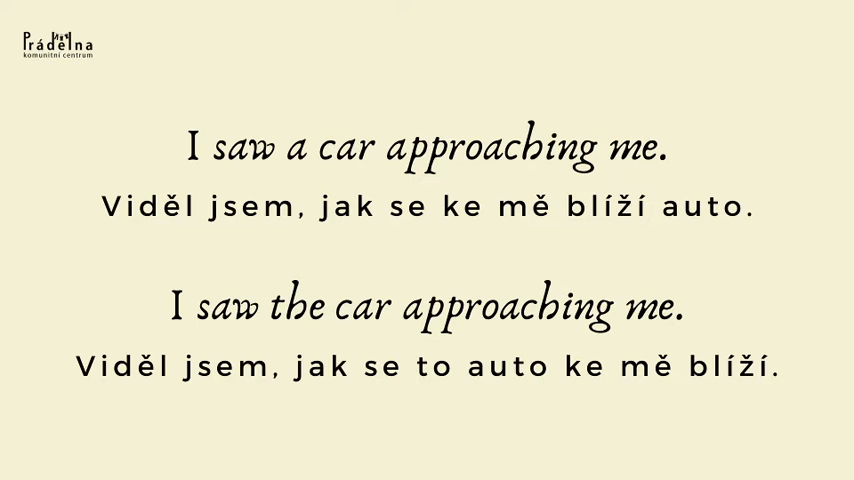 Prádelna
komunitní centrum
I saw a car approaching me.
Viděl jsem, jak se ke mě blíží auto.
I saw the car approaching me.
Viděl jsem, jak se to auto ke mě blíží.